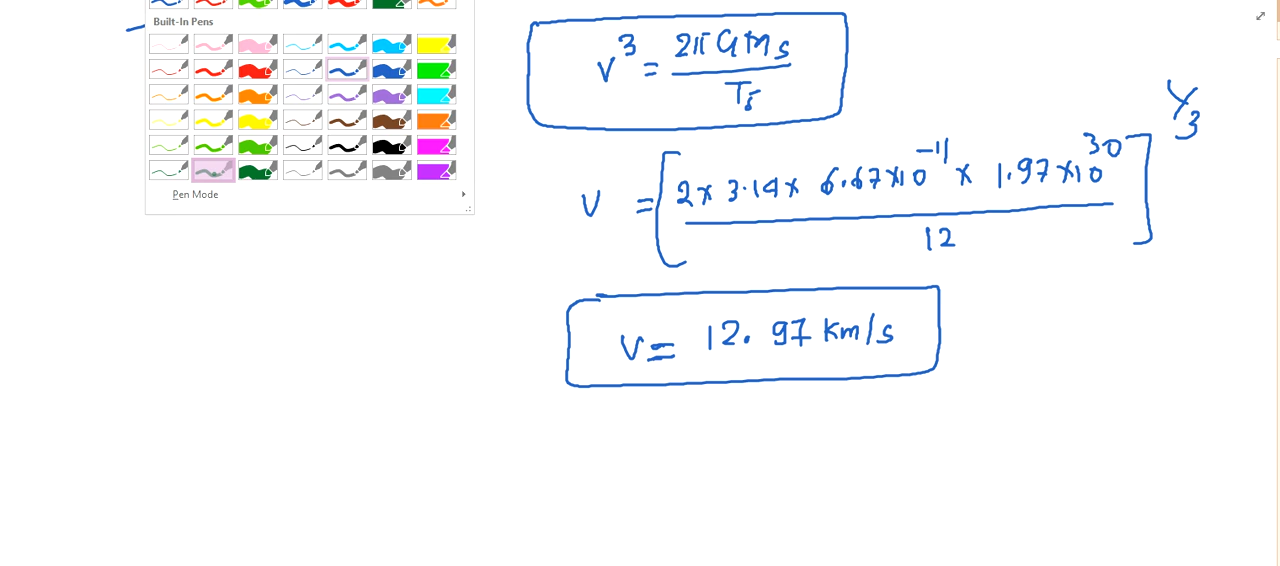 Built-In Pens
Pen Mode
v³ = 2πGMs / Ts
1/3
v = [2 × 3.14 × 6.67×10⁻¹¹ × 1.97×10³⁰ / 12]
v = 12.97 km/s